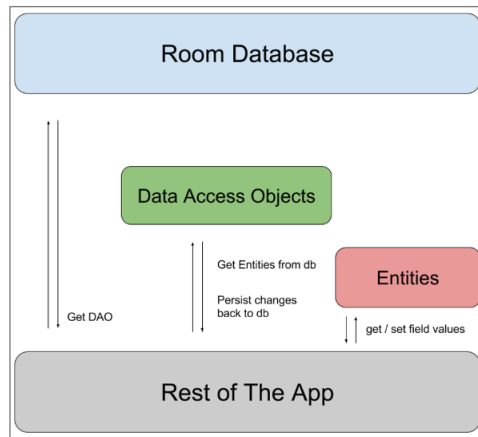 Room Database
Data Access Objects
Get Entities from db
Entities
Persist changes
back to db
Get DAO
get / set field values
Rest of The App